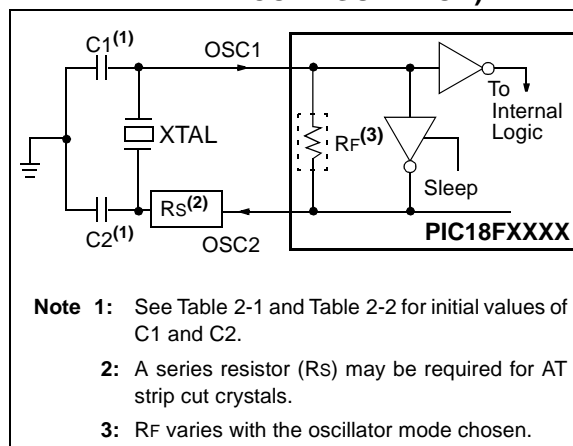 C1(1)
OSC1
To
Internal
Logic
XTAL
RF(3)
Sleep
RS(2)
C2(1)
OSC2
PIC18FXXXX
Note 1: See Table 2-1 and Table 2-2 for initial values of
C1 and C2.
2: A series resistor (RS) may be required for AT
strip cut crystals.
3: RF varies with the oscillator mode chosen.